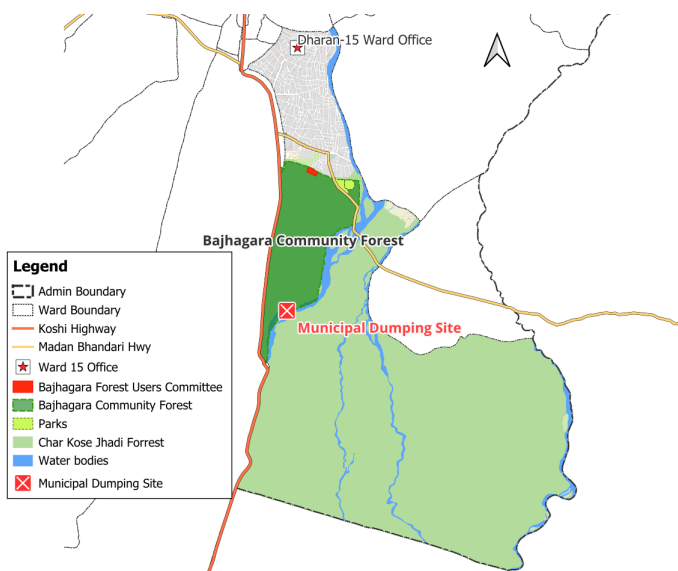 Dharan-15 Ward Office
Bajhagara Community Forest
Municipal Dumping Site
Legend
Admin Boundary
Ward Boundary
Koshi Highway
Madan Bhandari Hwy
Ward 15 Office
Bajhagara Forest Users Committee
Bajhagara Community Forest
Parks
Char Kose Jhadi Forrest
Water bodies
Municipal Dumping Site